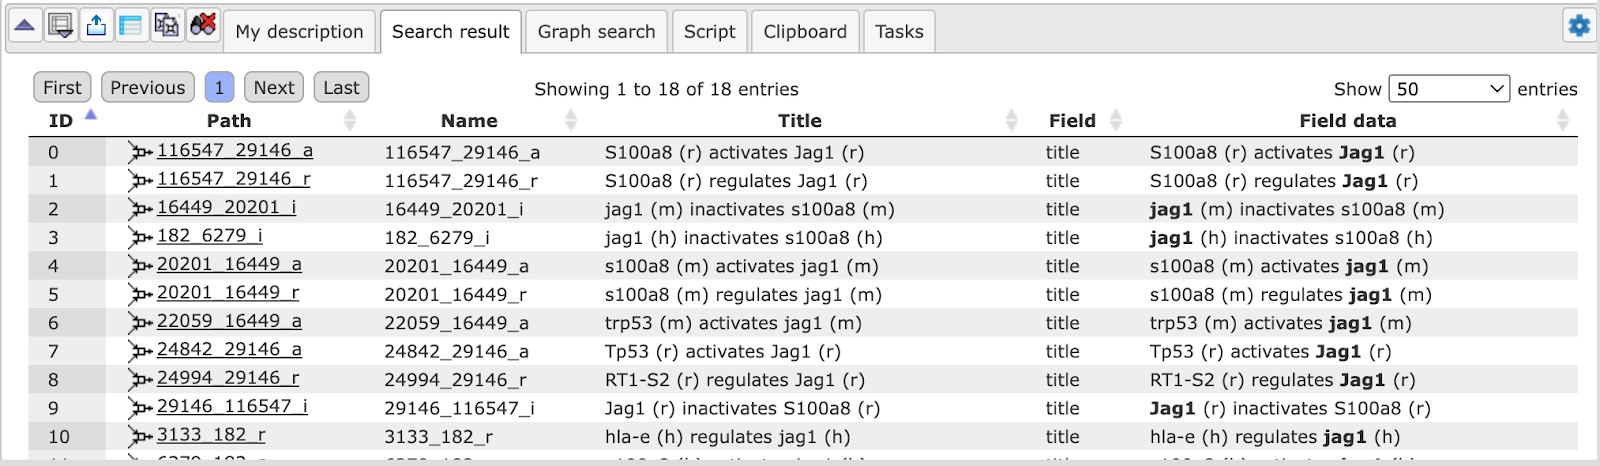 My description Search result Graph search Script Clipboard Tasks
First Previous 1 Next Last Showing 1 to 18 of 18 entries Show 50 entries
ID Path Name Title Field Field data
0 116547_29146_a 116547_29146_a S100a8 (r) activates Jag1 (r) title S100a8 (r) activates Jag1 (r)
1 116547_29146_r 116547_29146_r S100a8 (r) regulates Jag1 (r) title S100a8 (r) regulates Jag1 (r)
2 16449_20201_i 16449_20201_i jag1 (m) inactivates s100a8 (m) title jag1 (m) inactivates s100a8 (m)
3 182_6279_i 182_6279_i jag1 (h) inactivates s100a8 (h) title jag1 (h) inactivates s100a8 (h)
4 20201_16449_a 20201_16449_a s100a8 (m) activates jag1 (m) title s100a8 (m) activates jag1 (m)
5 20201_16449_r 20201_16449_r s100a8 (m) regulates jag1 (m) title s100a8 (m) regulates jag1 (m)
6 22059_16449_a 22059_16449_a trp53 (m) activates jag1 (m) title trp53 (m) activates jag1 (m)
7 24842_29146_a 24842_29146_a Tp53 (r) activates Jag1 (r) title Tp53 (r) activates Jag1 (r)
8 24994_29146_r 24994_29146_r RT1-S2 (r) regulates Jag1 (r) title RT1-S2 (r) regulates Jag1 (r)
9 29146_116547_i 29146_116547_i Jag1 (r) inactivates S100a8 (r) title Jag1 (r) inactivates S100a8 (r)
10 3133_182_r 3133_182_r hla-e (h) regulates jag1 (h) title hla-e (h) regulates jag1 (h)